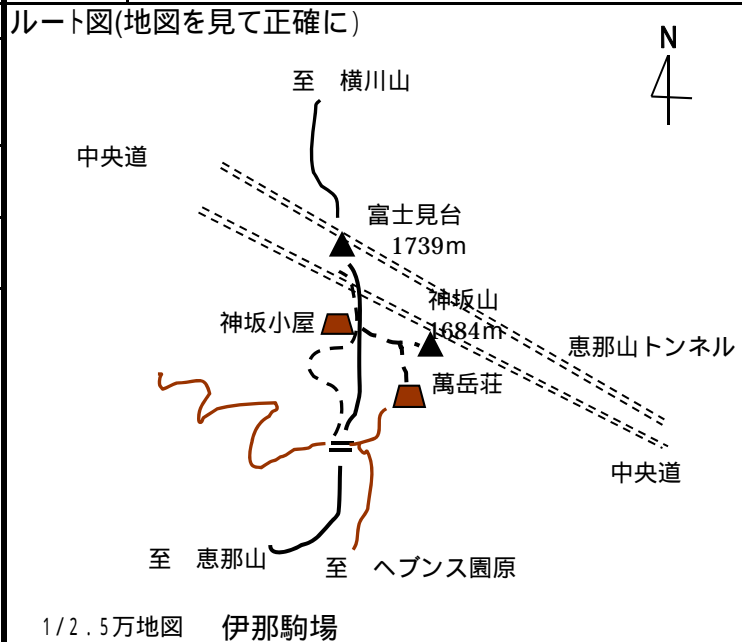 ルート図(地図を見て正確に)
N
至　横川山
中央道
富士見台
1739m
神坂山
1684m
神坂小屋
恵那山トンネル
萬岳荘
中央道
至　恵那山
至　ヘブンス園原
1/2.5万地図　伊那駒場